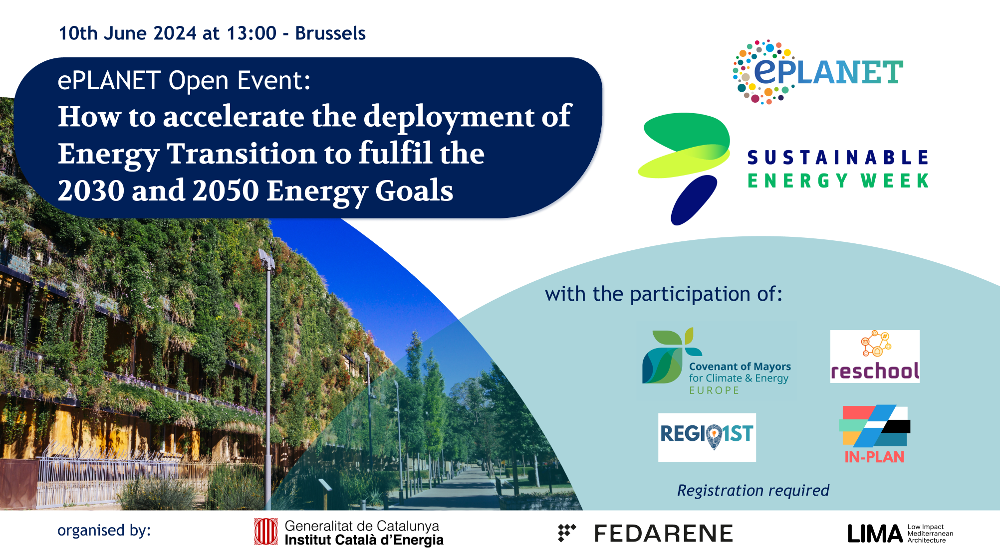 10th June 2024 at 13:00 - Brussels
ePLANET Open Event:
How to accelerate the deployment of
Energy Transition to fulfil the
2030 and 2050 Energy Goals
ePLANET
SUSTAINABLE
ENERGY WEEK
with the participation of:
Covenant of Mayors
for Climate & Energy
EUROPE
reschool
REGIO1ST
IN-PLAN
Registration required
organised by:
Generalitat de Catalunya
Institut Català d'Energia
FEDARENE
LIMA
Low Impact
Mediterranean
Architecture